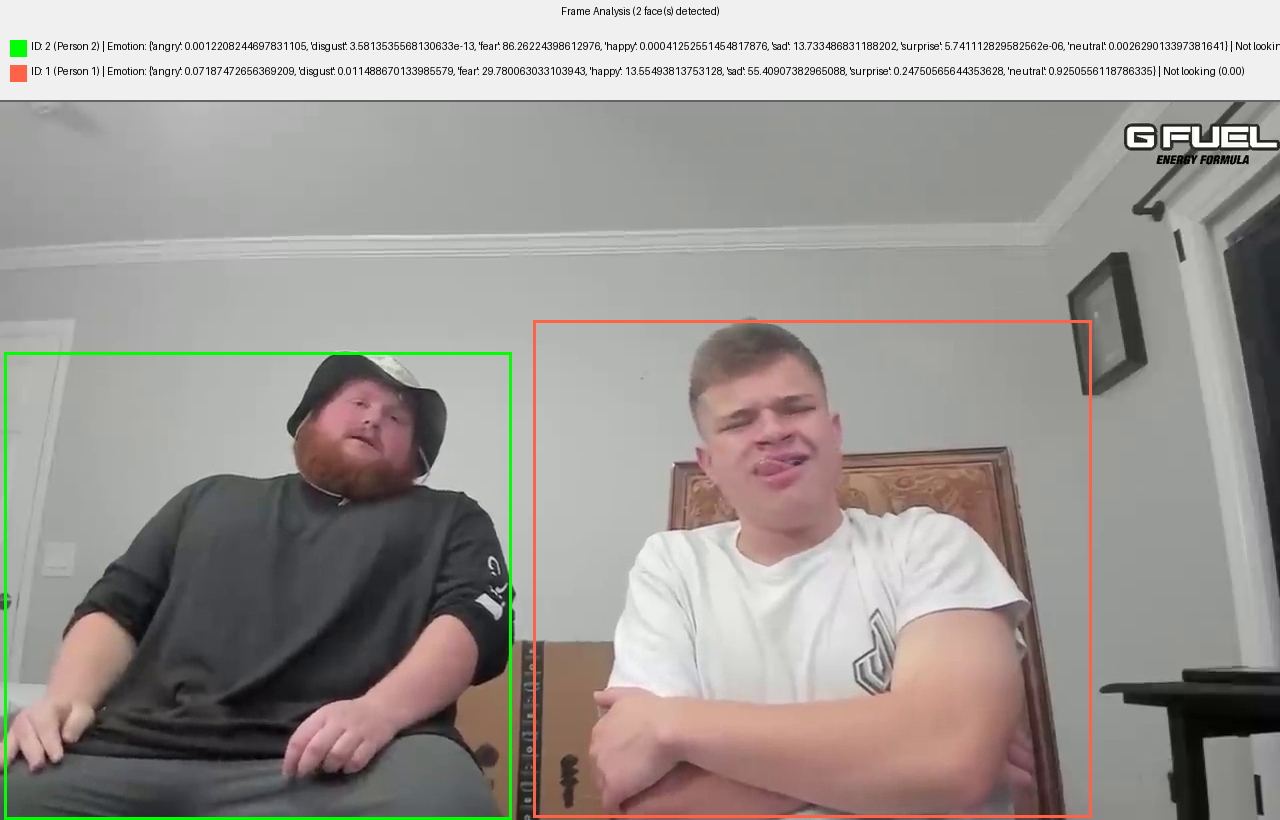 Frame Analysis (2 face(s) detected)
ID: 2 (Person 2) | Emotion: {'angry': 0.0012208244697831105, 'disgust': 3.5813535568130633e-13, 'fear': 86.26224398612976, 'happy': 0.00041252551454817876, 'sad': 13.733486831188202, 'surprise': 5.741112829582562e-06, 'neutral': 0.002629013397381641} | Not lookin
ID: 1 (Person 1) | Emotion: {'angry': 0.07187472656369209, 'disgust': 0.011488670133985579, 'fear': 29.780063033103943, 'happy': 13.55493813753128, 'sad': 55.40907382965088, 'surprise': 0.24750565644353628, 'neutral': 0.9250556118786335} | Not looking (0.00)
G FUEL
ENERGY FORMULA